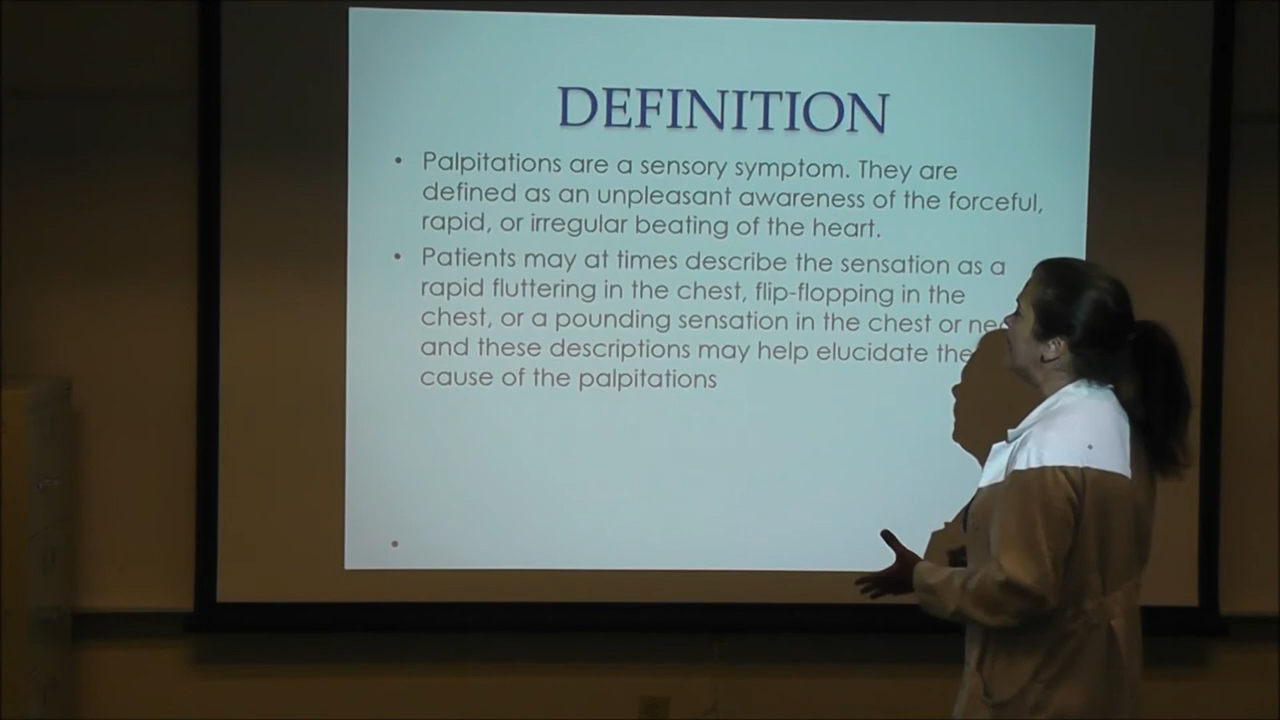 DEFINITION
• Palpitations are a sensory symptom. They are
defined as an unpleasant awareness of the forceful,
rapid, or irregular beating of the heart.
• Patients may at times describe the sensation as a
rapid fluttering in the chest, flip-flopping in the
chest, or a pounding sensation in the chest or
and these descriptions may help elucidate the
cause of the palpitations